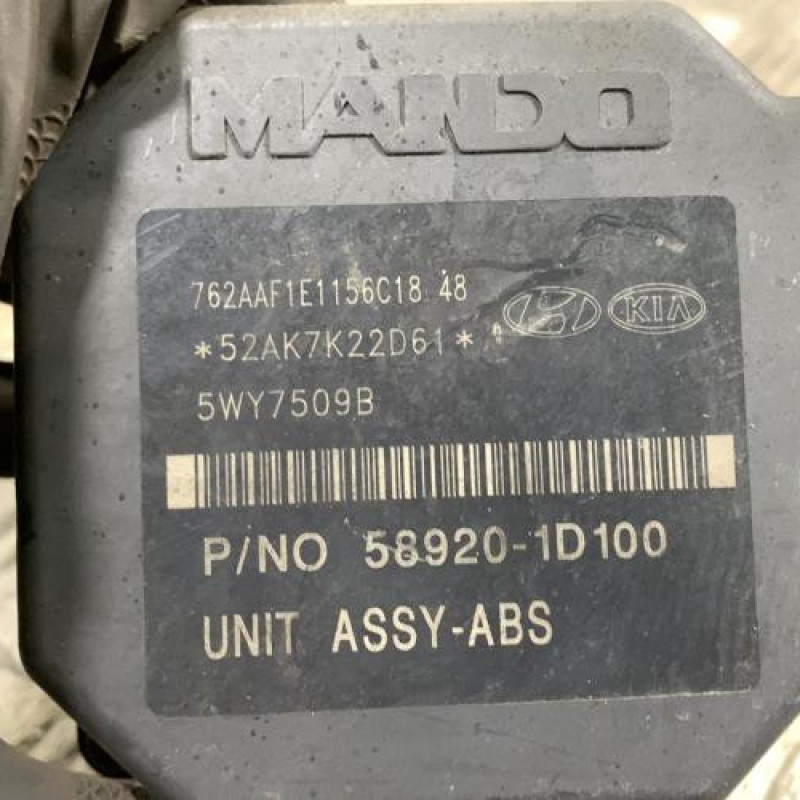 MANDO
762AAF1E1156C18 48
*52AK7K22D61*
KIA
5WY7509B
P/NO 58920-1D100
UNIT ASSY-ABS